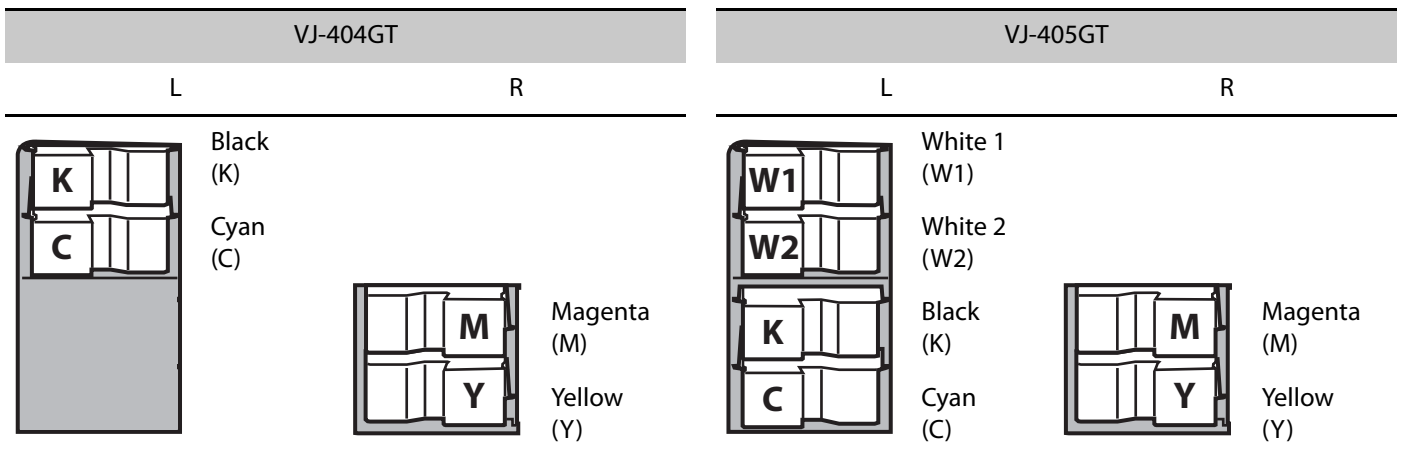 VJ-404GT
L
R
K
Black
(K)
C
Cyan
(C)
M
Magenta
(M)
Y
Yellow
(Y)
VJ-405GT
L
R
W1
White 1
(W1)
W2
White 2
(W2)
K
Black
(K)
C
Cyan
(C)
M
Magenta
(M)
Y
Yellow
(Y)